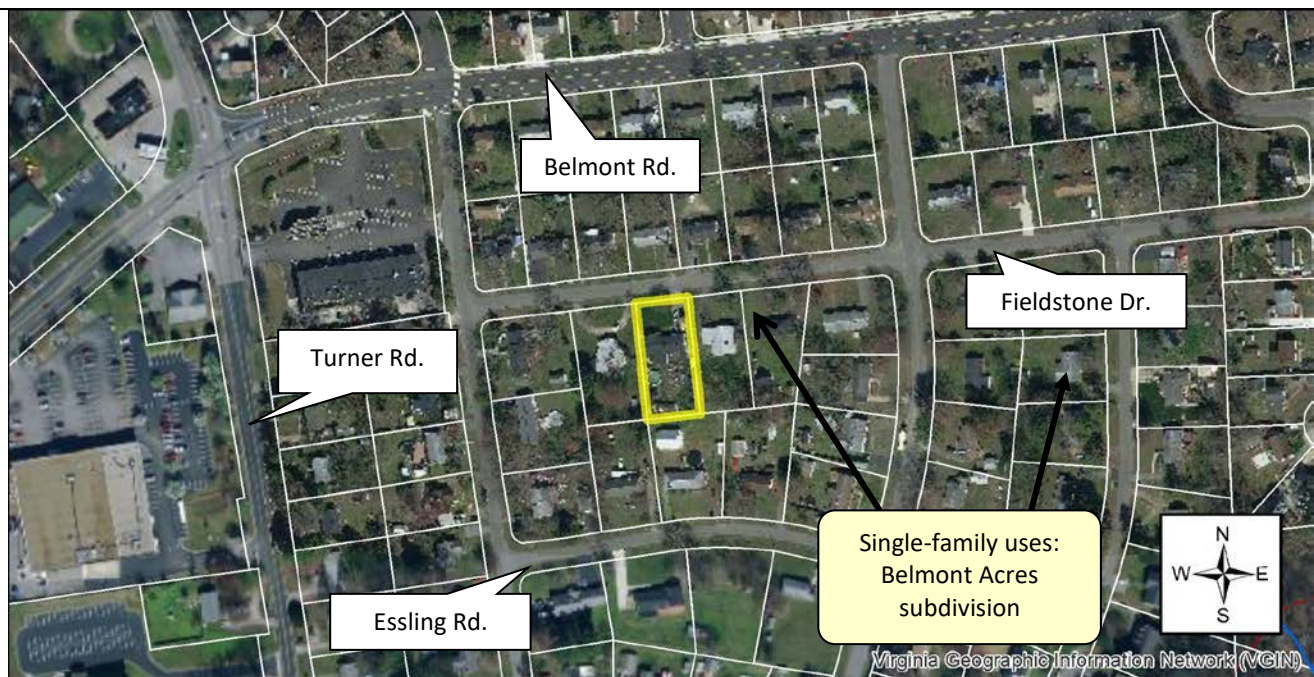 Belmont Rd.
Fieldstone Dr.
Turner Rd.
Single-family uses:
Belmont Acres
subdivision
Essling Rd.
N
W E
S
Virginia Geographic Information Network (VGIN)